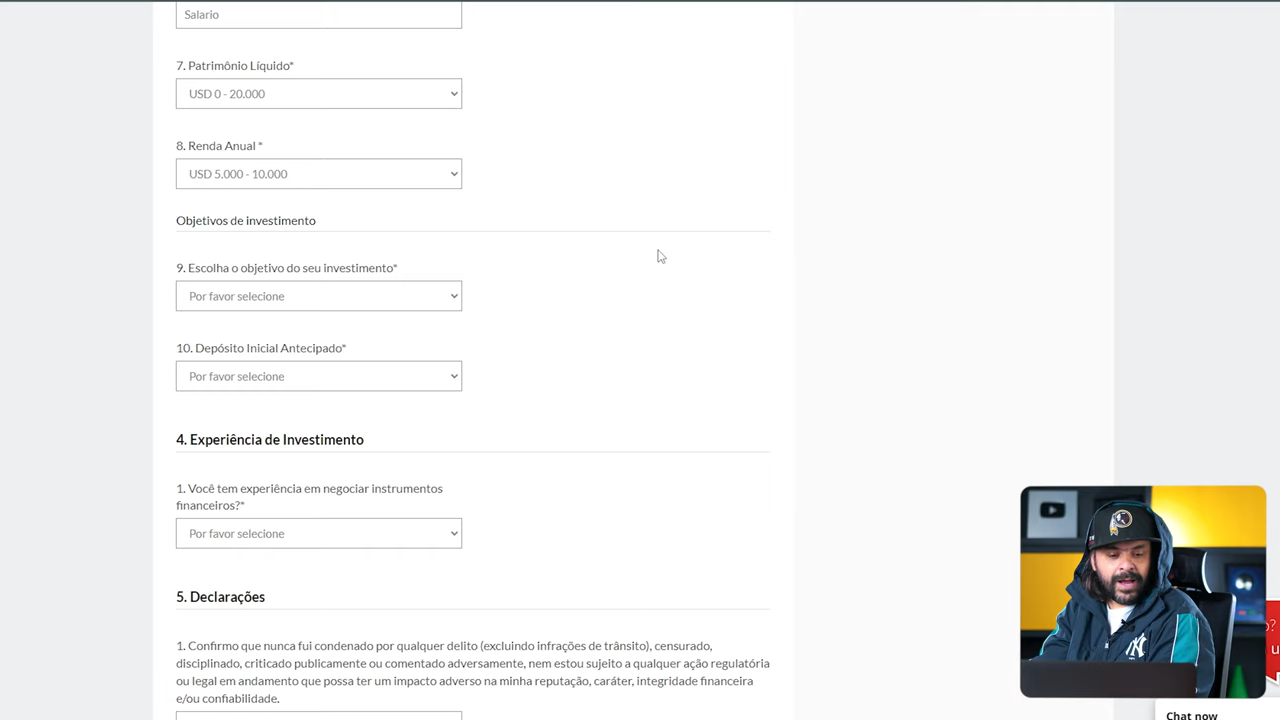 Salario
7. Patrimônio Líquido*
USD 0 - 20.000
8. Renda Anual *
USD 5.000 - 10.000
Objetivos de investimento
9. Escolha o objetivo do seu investimento*
Por favor selecione
10. Depósito Inicial Antecipado*
Por favor selecione
4. Experiência de Investimento
1. Você tem experiência em negociar instrumentos
financeiros?*
Por favor selecione
5. Declarações
1. Confirmo que nunca fui condenado por qualquer delito (excluindo infrações de trânsito), censurado,
disciplinado, criticado publicamente ou comentado adversamente, nem estou sujeito a qualquer ação regulatória
ou legal em andamento que possa ter um impacto adverso na minha reputação, caráter, integridade financeira
e/ou confiabilidade.
Chat now